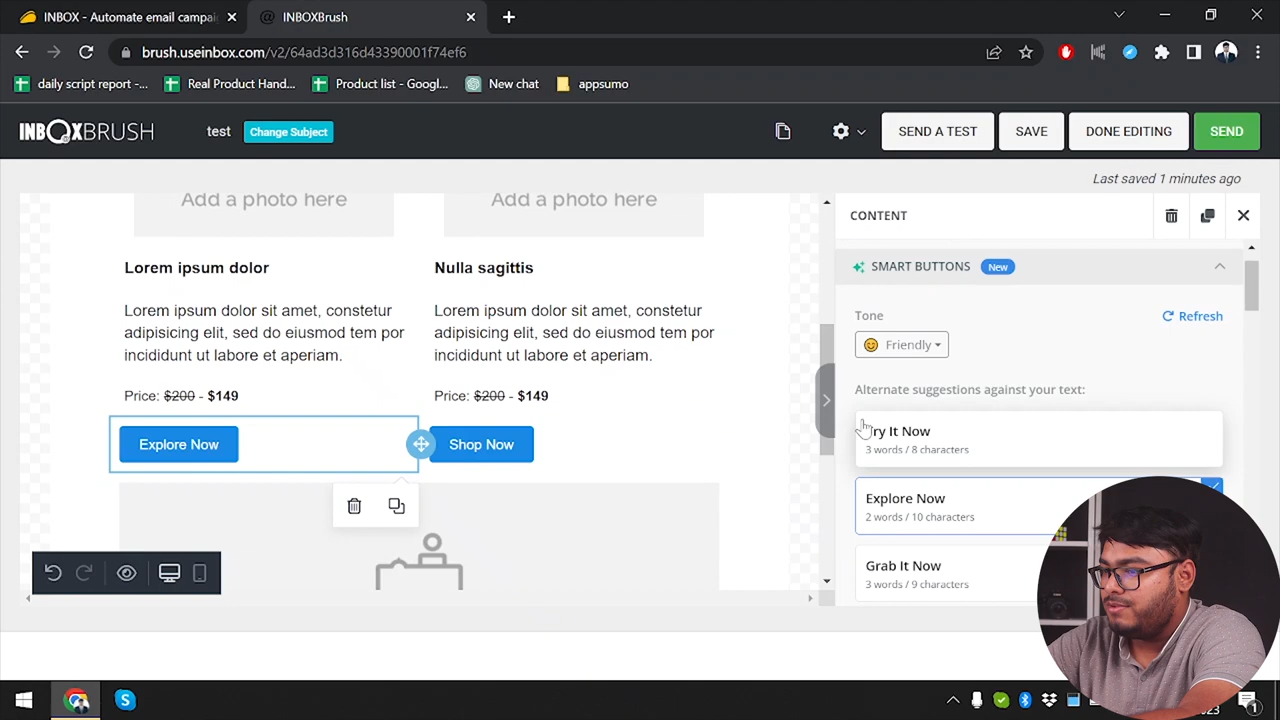 INBOX - Automate email campai
INBOXBrush
brush.useinbox.com/v2/64ad3d316d43390001f74ef6
daily script report -...
Real Product Hand...
Product list - Googl...
New chat
appsumo
INBOXBRUSH
test
Change Subject
SEND A TEST
SAVE
DONE EDITING
SEND
Last saved 1 minutes ago
Add a photo here
Add a photo here
CONTENT
SMART BUTTONS
New
Lorem ipsum dolor
Nulla sagittis
Lorem ipsum dolor sit amet, constetur
adipisicing elit, sed do eiusmod tem por
incididunt ut labore et aperiam.
Lorem ipsum dolor sit amet, constetur
adipisicing elit, sed do eiusmod tem por
incididunt ut labore et aperiam.
Price: $200 - $149
Price: $200 - $149
Explore Now
Shop Now
Tone
Refresh
Friendly
Alternate suggestions against your text:
Try It Now
3 words / 8 characters
Explore Now
2 words / 10 characters
Grab It Now
3 words / 9 characters